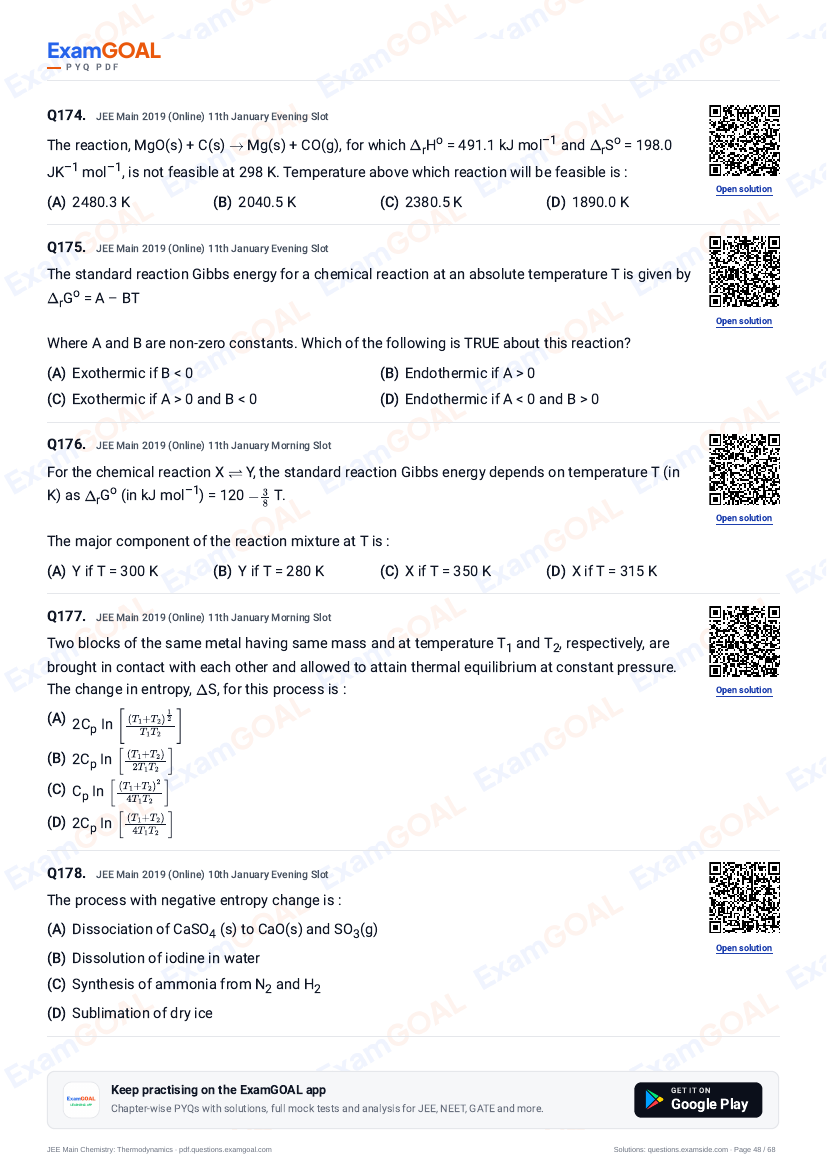 ExamGOAL
PYQ PDF
Q174. JEE Main 2019 (Online) 11th January Evening Slot
The reaction, MgO(s) + C(s) → Mg(s) + CO(g), for which ΔrH° = 491.1 kJ mol⁻¹ and ΔrS° = 198.0
JK⁻¹ mol⁻¹, is not feasible at 298 K. Temperature above which reaction will be feasible is :
(A) 2480.3 K (B) 2040.5 K (C) 2380.5 K (D) 1890.0 K
Open solution
Q175. JEE Main 2019 (Online) 11th January Evening Slot
The standard reaction Gibbs energy for a chemical reaction at an absolute temperature T is given by
ΔrG° = A − BT
Where A and B are non-zero constants. Which of the following is TRUE about this reaction?
(A) Exothermic if B < 0 (B) Endothermic if A > 0
(C) Exothermic if A > 0 and B < 0 (D) Endothermic if A < 0 and B > 0
Open solution
Q176. JEE Main 2019 (Online) 11th January Morning Slot
For the chemical reaction X ⇌ Y, the standard reaction Gibbs energy depends on temperature T (in
K) as ΔrG° (in kJ mol⁻¹) = 120 − 3/8 T.
The major component of the reaction mixture at T is :
(A) Y if T = 300 K (B) Y if T = 280 K (C) X if T = 350 K (D) X if T = 315 K
Open solution
Q177. JEE Main 2019 (Online) 11th January Morning Slot
Two blocks of the same metal having same mass and at temperature T₁ and T₂, respectively, are
brought in contact with each other and allowed to attain thermal equilibrium at constant pressure.
The change in entropy, ΔS, for this process is :
(A) 2Cp ln [(T₁+T₂)^(1/2) / T₁T₂]
(B) 2Cp ln [(T₁+T₂) / 2T₁T₂]
(C) Cp ln [(T₁+T₂)² / 4T₁T₂]
(D) 2Cp ln [(T₁+T₂) / 4T₁T₂]
Open solution
Q178. JEE Main 2019 (Online) 10th January Evening Slot
The process with negative entropy change is :
(A) Dissociation of CaSO₄ (s) to CaO(s) and SO₃(g)
(B) Dissolution of iodine in water
(C) Synthesis of ammonia from N₂ and H₂
(D) Sublimation of dry ice
Open solution
ExamGOAL
Keep practising on the ExamGOAL app
Chapter-wise PYQs with solutions, full mock tests and analysis for JEE, NEET, GATE and more.
GET IT ON
Google Play
JEE Main Chemistry: Thermodynamics · pdf.questions.examgoal.com Solutions: questions.examside.com · Page 48 / 68